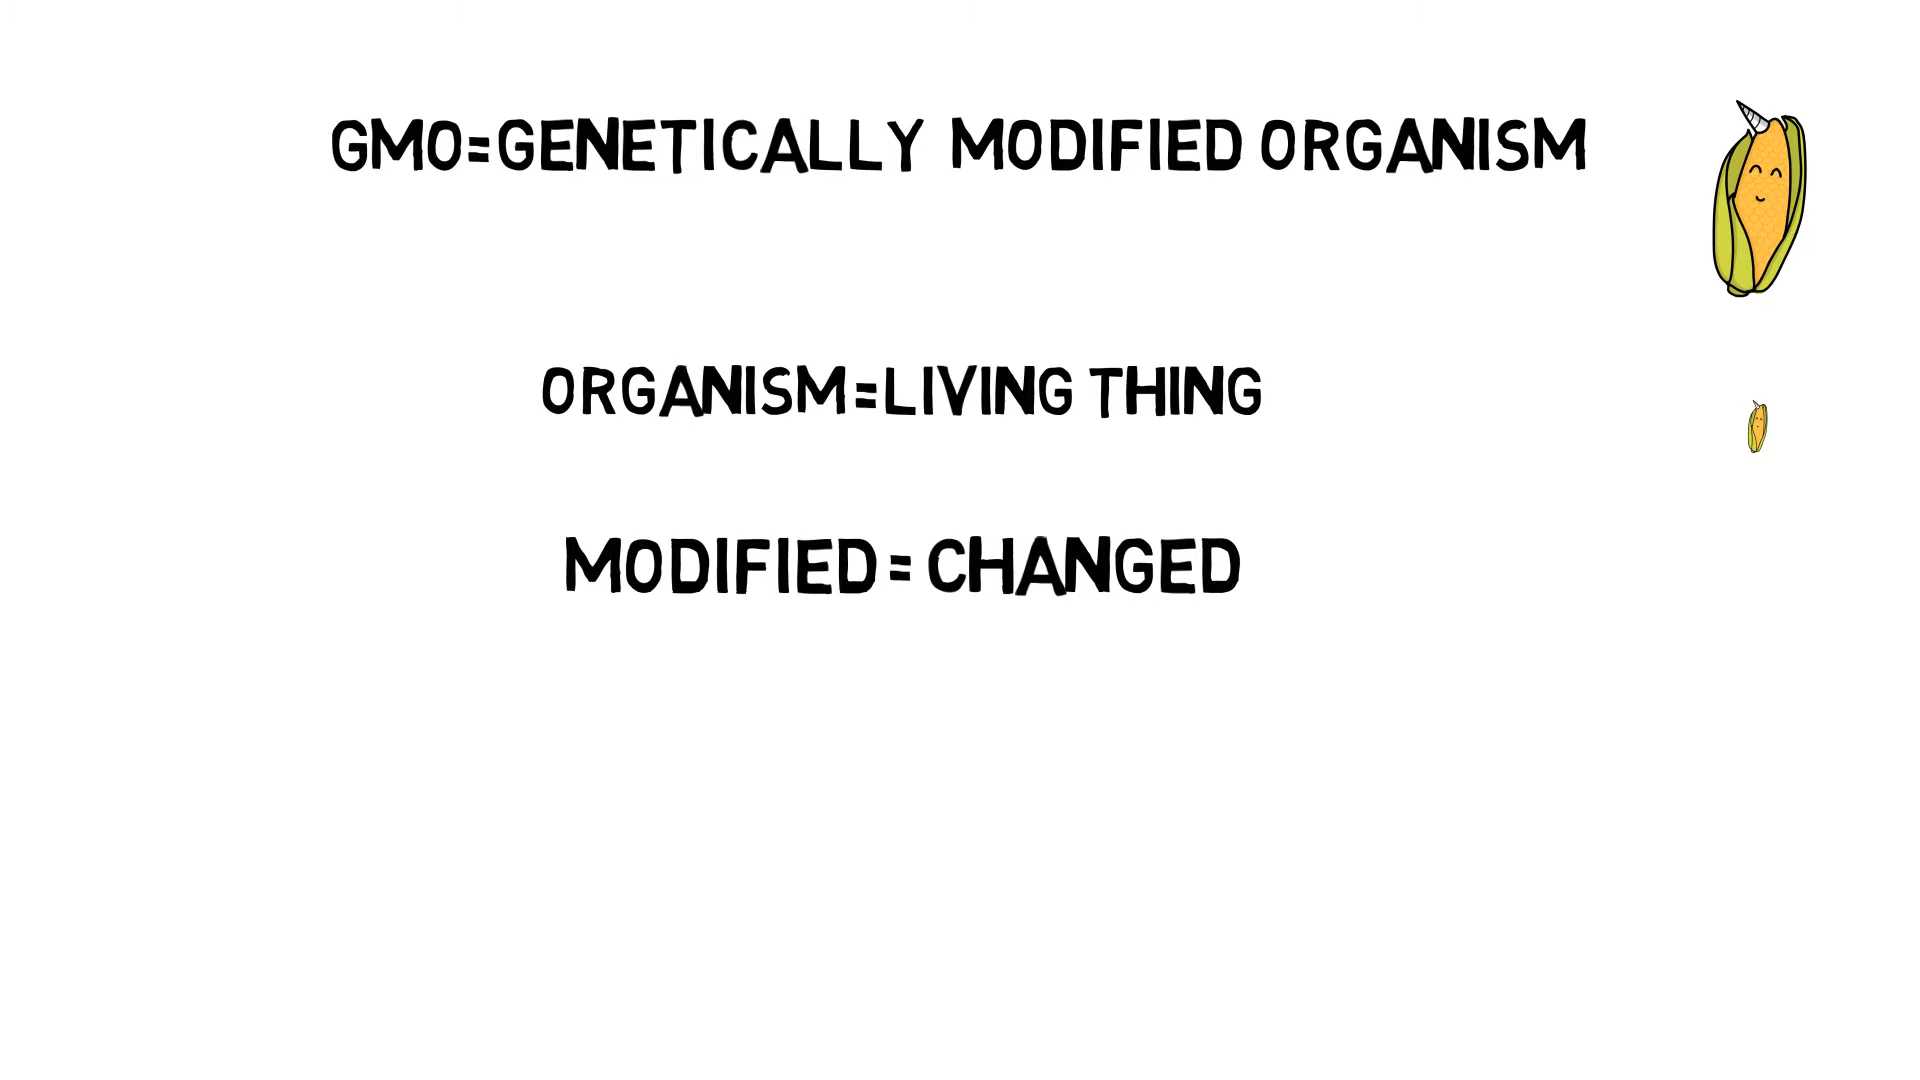 GMO=GENETICALLY MODIFIED ORGANISM
ORGANISM=LIVING THING
MODIFIED = CHANGED